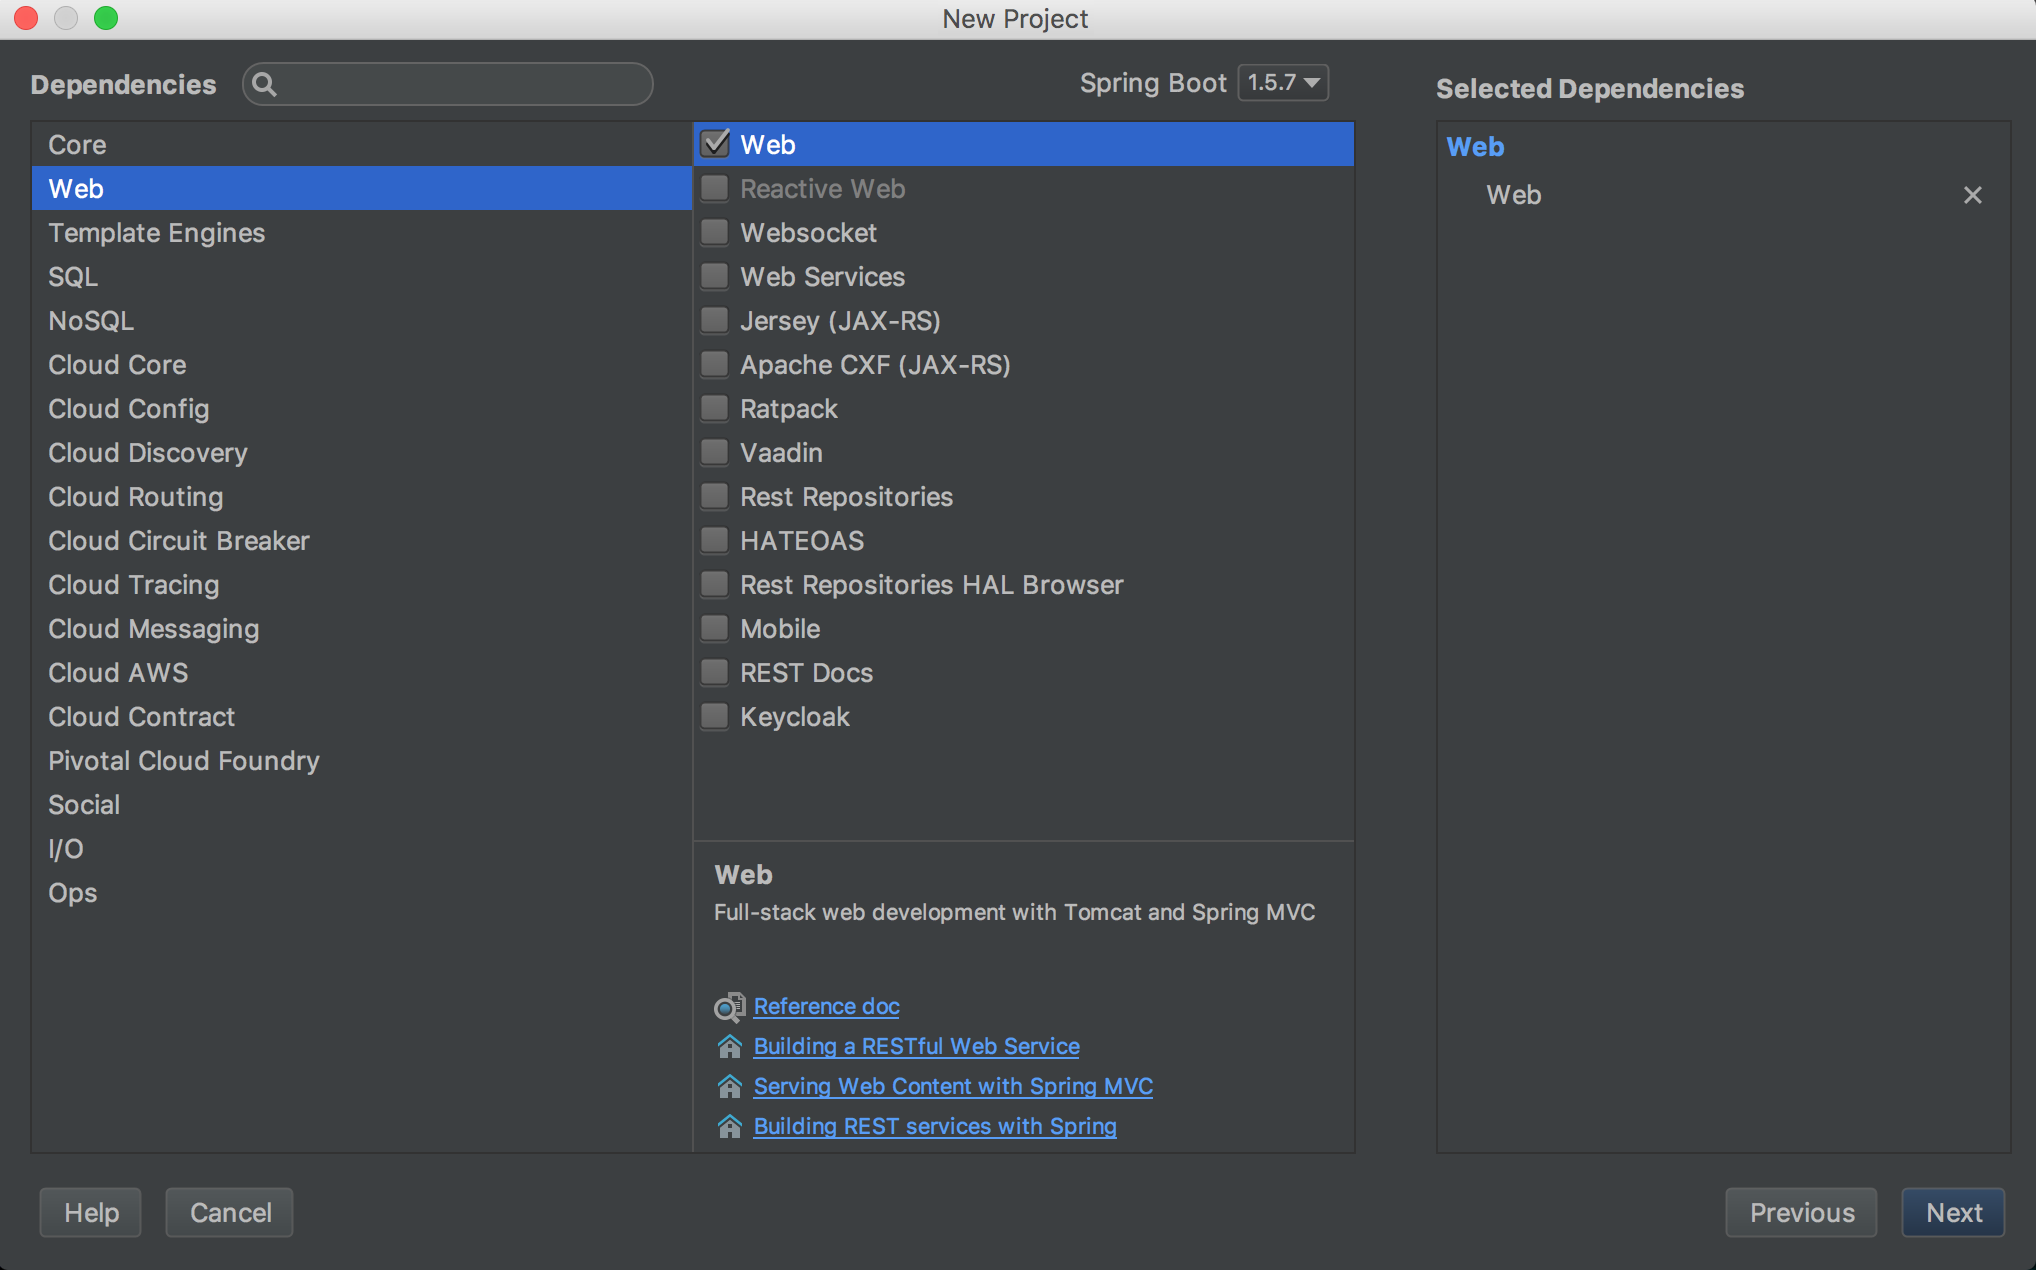 New Project
Dependencies
Spring Boot 1.5.7
Selected Dependencies
Core
Web
Template Engines
SQL
NoSQL
Cloud Core
Cloud Config
Cloud Discovery
Cloud Routing
Cloud Circuit Breaker
Cloud Tracing
Cloud Messaging
Cloud AWS
Cloud Contract
Pivotal Cloud Foundry
Social
I/O
Ops
Web
Reactive Web
Websocket
Web Services
Jersey (JAX-RS)
Apache CXF (JAX-RS)
Ratpack
Vaadin
Rest Repositories
HATEOAS
Rest Repositories HAL Browser
Mobile
REST Docs
Keycloak
Web
Full-stack web development with Tomcat and Spring MVC
Reference doc
Building a RESTful Web Service
Serving Web Content with Spring MVC
Building REST services with Spring
Web
Web
Help
Cancel
Previous
Next